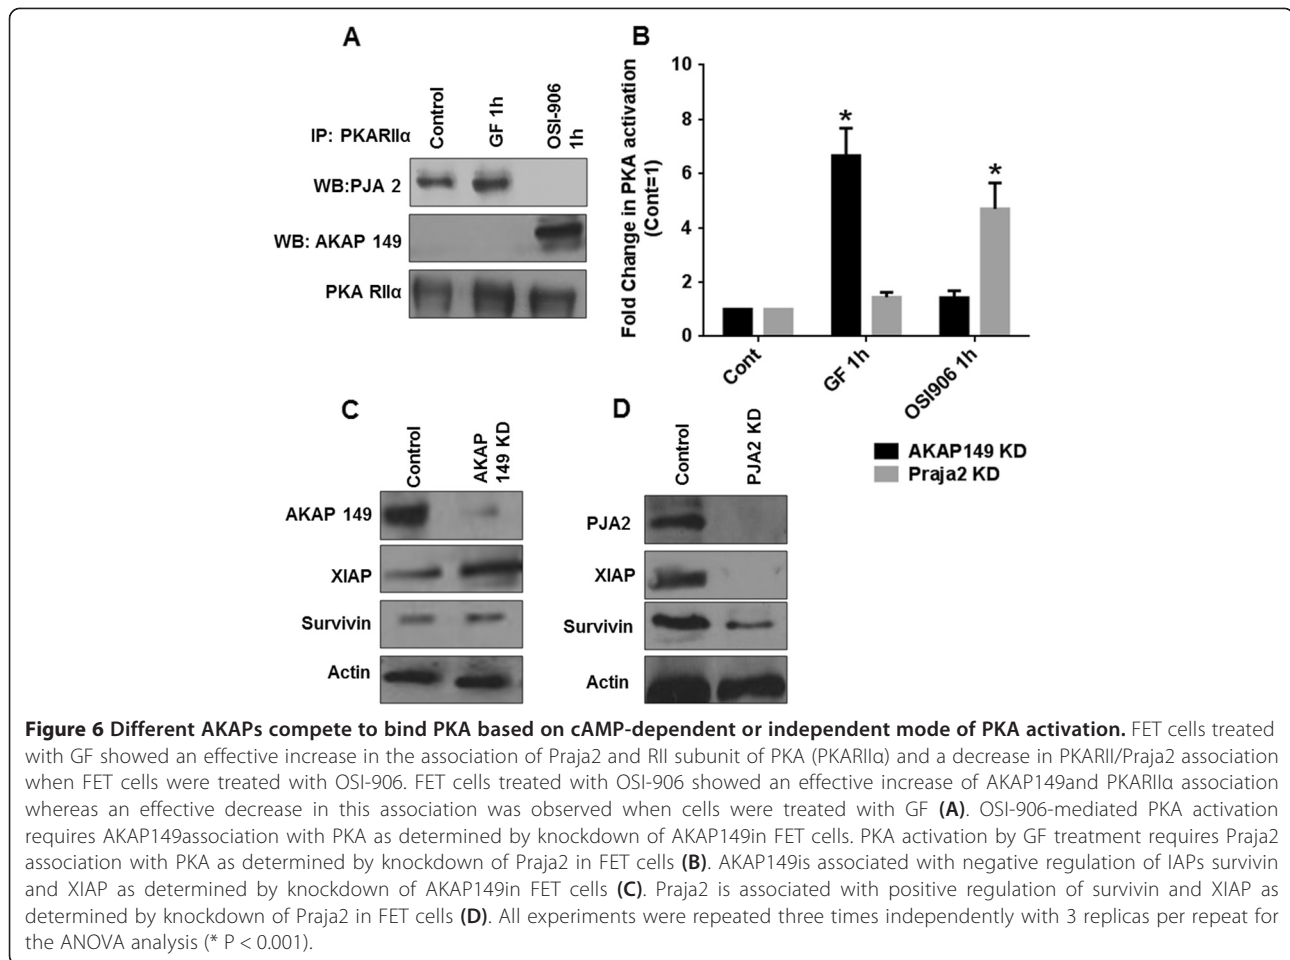 A
IP: PKARIIα
Control
GF 1h
OSI-906
1h
WB:PJA 2
WB: AKAP 149
PKA RIIα
B
Fold Change in PKA activation
(Cont=1)
10
8
6
4
2
0
*
*
Cont
GF 1h
OSI906 1h
AKAP149 KD
Praja2 KD
C
Control
AKAP
149 KD
AKAP 149
XIAP
Survivin
Actin
D
Control
PJA2 KD
PJA2
XIAP
Survivin
Actin
Figure 6 Different AKAPs compete to bind PKA based on cAMP-dependent or independent mode of PKA activation. FET cells treated
with GF showed an effective increase in the association of Praja2 and RII subunit of PKA (PKARIIα) and a decrease in PKARII/Praja2 association
when FET cells were treated with OSI-906. FET cells treated with OSI-906 showed an effective increase of AKAP149and PKARIIα association
whereas an effective decrease in this association was observed when cells were treated with GF (A). OSI-906-mediated PKA activation
requires AKAP149association with PKA as determined by knockdown of AKAP149in FET cells. PKA activation by GF treatment requires Praja2
association with PKA as determined by knockdown of Praja2 in FET cells (B). AKAP149is associated with negative regulation of IAPs survivin
and XIAP as determined by knockdown of AKAP149in FET cells (C). Praja2 is associated with positive regulation of survivin and XIAP as
determined by knockdown of Praja2 in FET cells (D). All experiments were repeated three times independently with 3 replicas per repeat for
the ANOVA analysis (* P < 0.001).